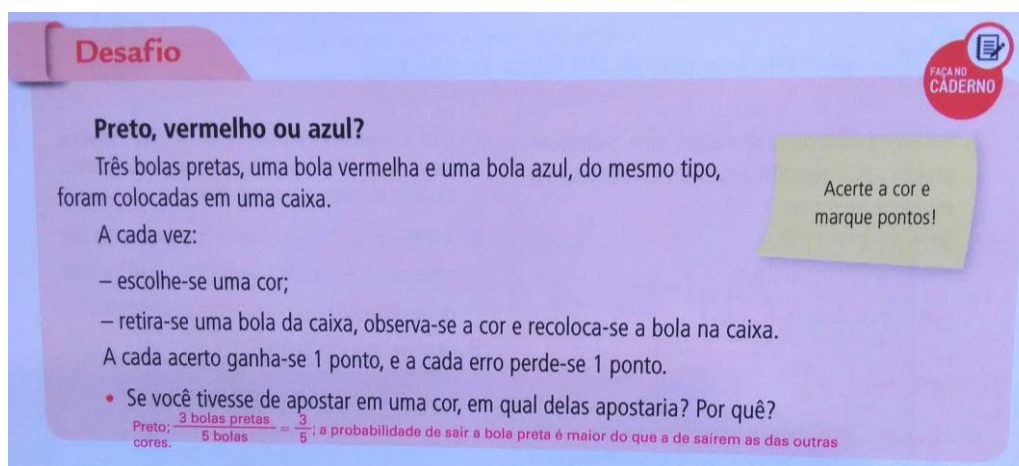 Desafio
FAÇA NO
CADERNO
Preto, vermelho ou azul?
Três bolas pretas, uma bola vermelha e uma bola azul, do mesmo tipo,
foram colocadas em uma caixa.
Acerte a cor e
marque pontos!
A cada vez:
– escolhe-se uma cor;
– retira-se uma bola da caixa, observa-se a cor e recoloca-se a bola na caixa.
A cada acerto ganha-se 1 ponto, e a cada erro perde-se 1 ponto.
• Se você tivesse de apostar em uma cor, em qual delas apostaria? Por quê?
Preto; 3 bolas pretas / 5 bolas = 3/5; a probabilidade de sair a bola preta é maior do que a de saírem as das outras
cores.